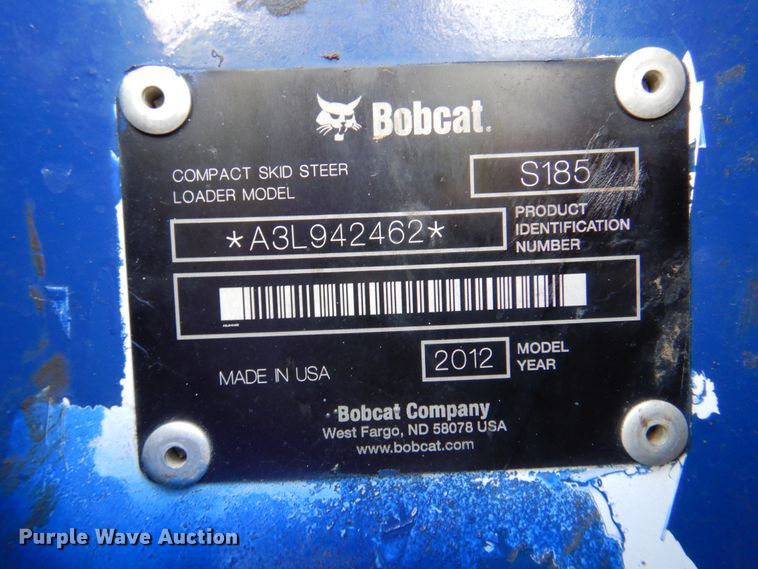 Bobcat®
COMPACT SKID STEER
LOADER MODEL
S185
*A3L942462*
PRODUCT
IDENTIFICATION
NUMBER
MADE IN USA
2012
MODEL
YEAR
Bobcat Company
West Fargo, ND 58078 USA
www.bobcat.com
Purple Wave Auction